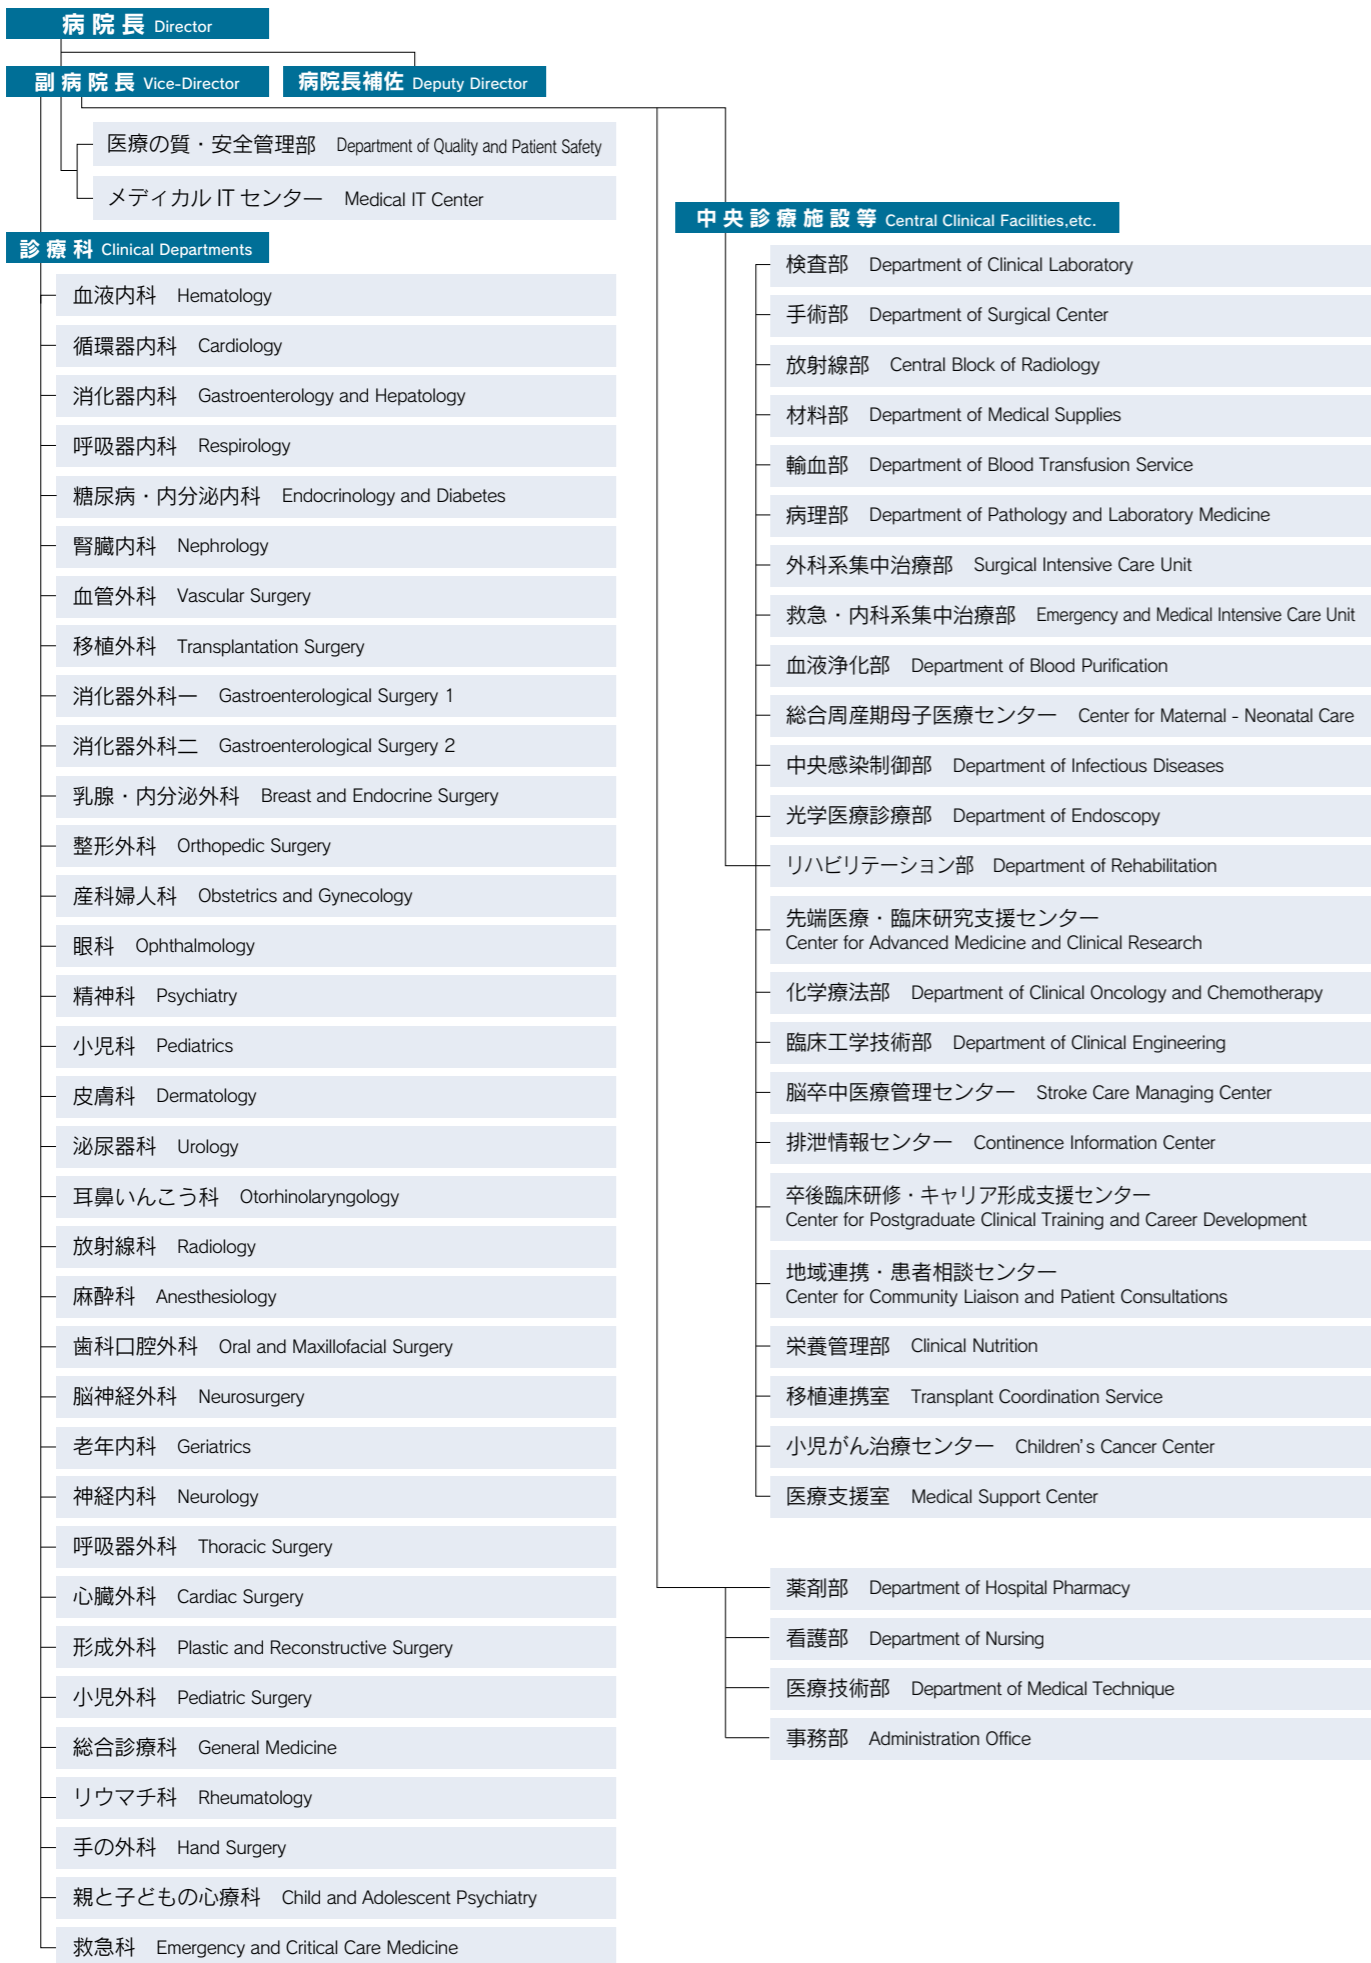 病院長 Director
副病院長 Vice-Director
病院長補佐 Deputy Director
医療の質・安全管理部 Department of Quality and Patient Safety
メディカル IT センター Medical IT Center
診療科 Clinical Departments
血液内科 Hematology
循環器内科 Cardiology
消化器内科 Gastroenterology and Hepatology
呼吸器内科 Respirology
糖尿病・内分泌内科 Endocrinology and Diabetes
腎臓内科 Nephrology
血管外科 Vascular Surgery
移植外科 Transplantation Surgery
消化器外科一 Gastroenterological Surgery 1
消化器外科二 Gastroenterological Surgery 2
乳腺・内分泌外科 Breast and Endocrine Surgery
整形外科 Orthopedic Surgery
産科婦人科 Obstetrics and Gynecology
眼科 Ophthalmology
精神科 Psychiatry
小児科 Pediatrics
皮膚科 Dermatology
泌尿器科 Urology
耳鼻いんこう科 Otorhinolaryngology
放射線科 Radiology
麻酔科 Anesthesiology
歯科口腔外科 Oral and Maxillofacial Surgery
脳神経外科 Neurosurgery
老年内科 Geriatrics
神経内科 Neurology
呼吸器外科 Thoracic Surgery
心臓外科 Cardiac Surgery
形成外科 Plastic and Reconstructive Surgery
小児外科 Pediatric Surgery
総合診療科 General Medicine
リウマチ科 Rheumatology
手の外科 Hand Surgery
親と子どもの心療科 Child and Adolescent Psychiatry
救急科 Emergency and Critical Care Medicine
中央診療施設等 Central Clinical Facilities,etc.
検査部 Department of Clinical Laboratory
手術部 Department of Surgical Center
放射線部 Central Block of Radiology
材料部 Department of Medical Supplies
輸血部 Department of Blood Transfusion Service
病理部 Department of Pathology and Laboratory Medicine
外科系集中治療部 Surgical Intensive Care Unit
救急・内科系集中治療部 Emergency and Medical Intensive Care Unit
血液浄化部 Department of Blood Purification
総合周産期母子医療センター Center for Maternal - Neonatal Care
中央感染制御部 Department of Infectious Diseases
光学医療診療部 Department of Endoscopy
リハビリテーション部 Department of Rehabilitation
先端医療・臨床研究支援センター
Center for Advanced Medicine and Clinical Research
化学療法部 Department of Clinical Oncology and Chemotherapy
臨床工学技術部 Department of Clinical Engineering
脳卒中医療管理センター Stroke Care Managing Center
排泄情報センター Continence Information Center
卒後臨床研修・キャリア形成支援センター
Center for Postgraduate Clinical Training and Career Development
地域連携・患者相談センター
Center for Community Liaison and Patient Consultations
栄養管理部 Clinical Nutrition
移植連携室 Transplant Coordination Service
小児がん治療センター Children's Cancer Center
医療支援室 Medical Support Center
薬剤部 Department of Hospital Pharmacy
看護部 Department of Nursing
医療技術部 Department of Medical Technique
事務部 Administration Office